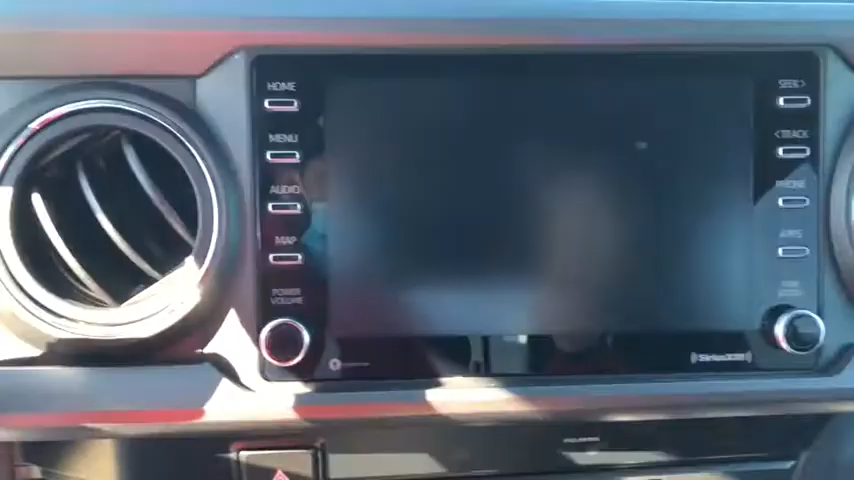 HOME
MENU
AUDIO
MAP
POWER
VOLUME
SEEK >
< TRACK
PHONE
APPS
((SiriusXM))